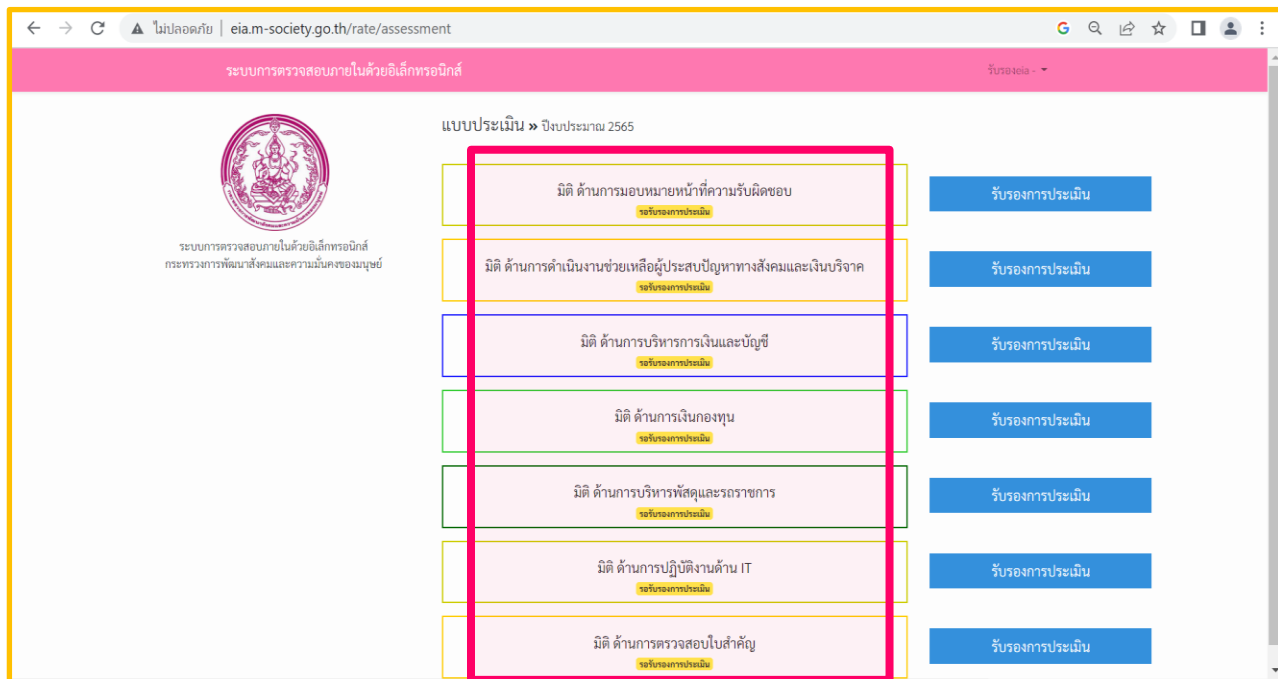 ไม่ปลอดภัย | eia.m-society.go.th/rate/assessment
ระบบการตรวจสอบภายในด้วยอิเล็กทรอนิกส์
รับรองeia -
แบบประเมิน » ปีงบประมาณ 2565
ระบบการตรวจสอบภายในด้วยอิเล็กทรอนิกส์
กระทรวงการพัฒนาสังคมและความมั่นคงของมนุษย์
มิติ ด้านการมอบหมายหน้าที่ความรับผิดชอบ
รอรับรองการประเมิน
รับรองการประเมิน
มิติ ด้านการดำเนินงานช่วยเหลือผู้ประสบปัญหาทางสังคมและเงินบริจาค
รอรับรองการประเมิน
รับรองการประเมิน
มิติ ด้านการบริหารการเงินและบัญชี
รอรับรองการประเมิน
รับรองการประเมิน
มิติ ด้านการเงินกองทุน
รอรับรองการประเมิน
รับรองการประเมิน
มิติ ด้านการบริหารพัสดุและรถราชการ
รอรับรองการประเมิน
รับรองการประเมิน
มิติ ด้านการปฏิบัติงานด้าน IT
รอรับรองการประเมิน
รับรองการประเมิน
มิติ ด้านการตรวจสอบใบสำคัญ
รอรับรองการประเมิน
รับรองการประเมิน